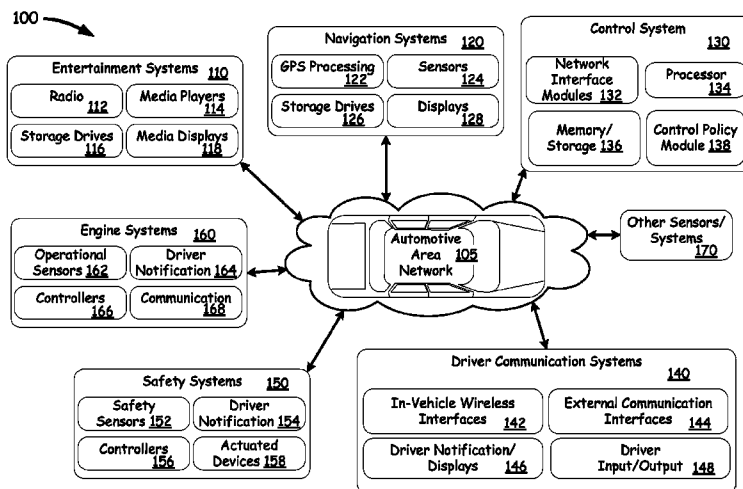 100
Entertainment Systems 110
Radio 112
Media Players 114
Storage Drives 116
Media Displays 118
Navigation Systems 120
GPS Processing 122
Sensors 124
Storage Drives 126
Displays 128
Control System 130
Network Interface Modules 132
Processor 134
Memory/ Storage 136
Control Policy Module 138
Engine Systems 160
Operational Sensors 162
Driver Notification 164
Controllers 166
Communication 168
Automotive Area Network 105
Other Sensors/ Systems 170
Safety Systems 150
Safety Sensors 152
Driver Notification 154
Controllers 156
Actuated Devices 158
Driver Communication Systems 140
In-Vehicle Wireless Interfaces 142
External Communication Interfaces 144
Driver Notification/ Displays 146
Driver Input/Output 148